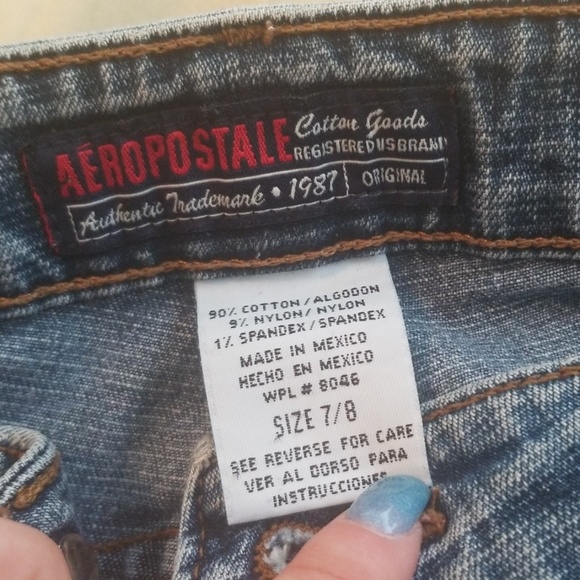 AÉROPOSTALE
Cotton Goods
REGISTERED US BRAND
Authentic Trademark • 1987
ORIGINAL
90% COTTON/ALGODON
9% NYLON/NYLON
1% SPANDEX/SPANDEX
MADE IN MEXICO
HECHO EN MEXICO
WPL # 8046
SIZE 7/8
SEE REVERSE FOR CARE
VER AL DORSO PARA
INSTRUCCIONES